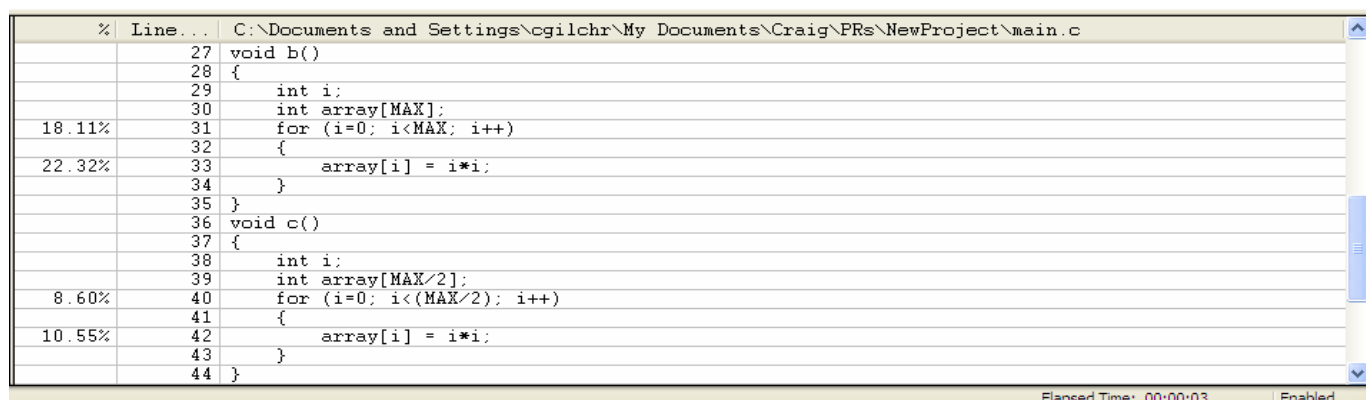 % Line... C:\Documents and Settings\cgilchr\My Documents\Craig\PRs\NewProject\main.c
27 void b()
28 {
29 int i;
30 int array[MAX];
18.11% 31 for (i=0; i<MAX; i++)
32 {
22.32% 33 array[i] = i*i;
34 }
35 }
36 void c()
37 {
38 int i;
39 int array[MAX/2];
8.60% 40 for (i=0; i<(MAX/2); i++)
41 {
10.55% 42 array[i] = i*i;
43 }
44 }
Elapsed Time: 00:00:03 Enabled